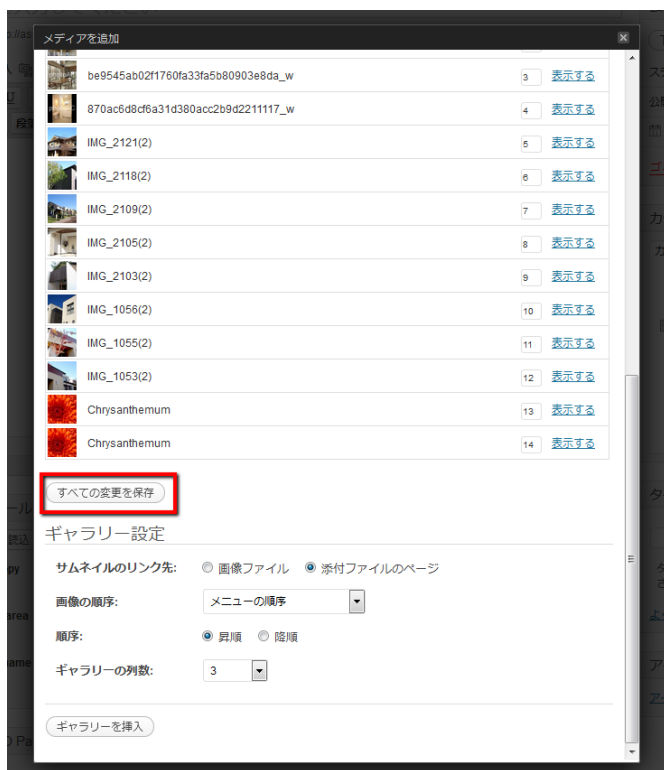 メディアを追加
be9545ab02f1760fa33fa5b80903e8da_w 3 表示する
870ac6d8cf6a31d380acc2b9d2211117_w 4 表示する
IMG_2121(2) 5 表示する
IMG_2118(2) 6 表示する
IMG_2109(2) 7 表示する
IMG_2105(2) 8 表示する
IMG_2103(2) 9 表示する
IMG_1056(2) 10 表示する
IMG_1055(2) 11 表示する
IMG_1053(2) 12 表示する
Chrysanthemum 13 表示する
Chrysanthemum 14 表示する
すべての変更を保存
ギャラリー設定
サムネイルのリンク先: 画像ファイル 添付ファイルのページ
画像の順序: メニューの順序
順序: 昇順 降順
ギャラリーの列数: 3
ギャラリーを挿入